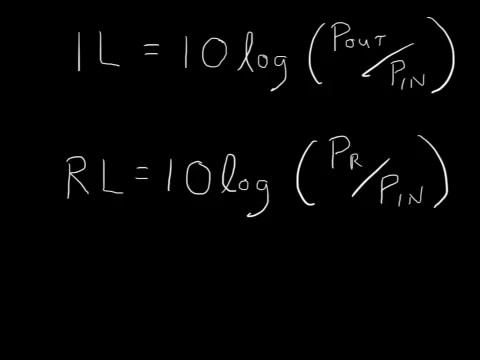 IL = 10 log (POUT/PIN)
RL = 10 log (PR/PIN)